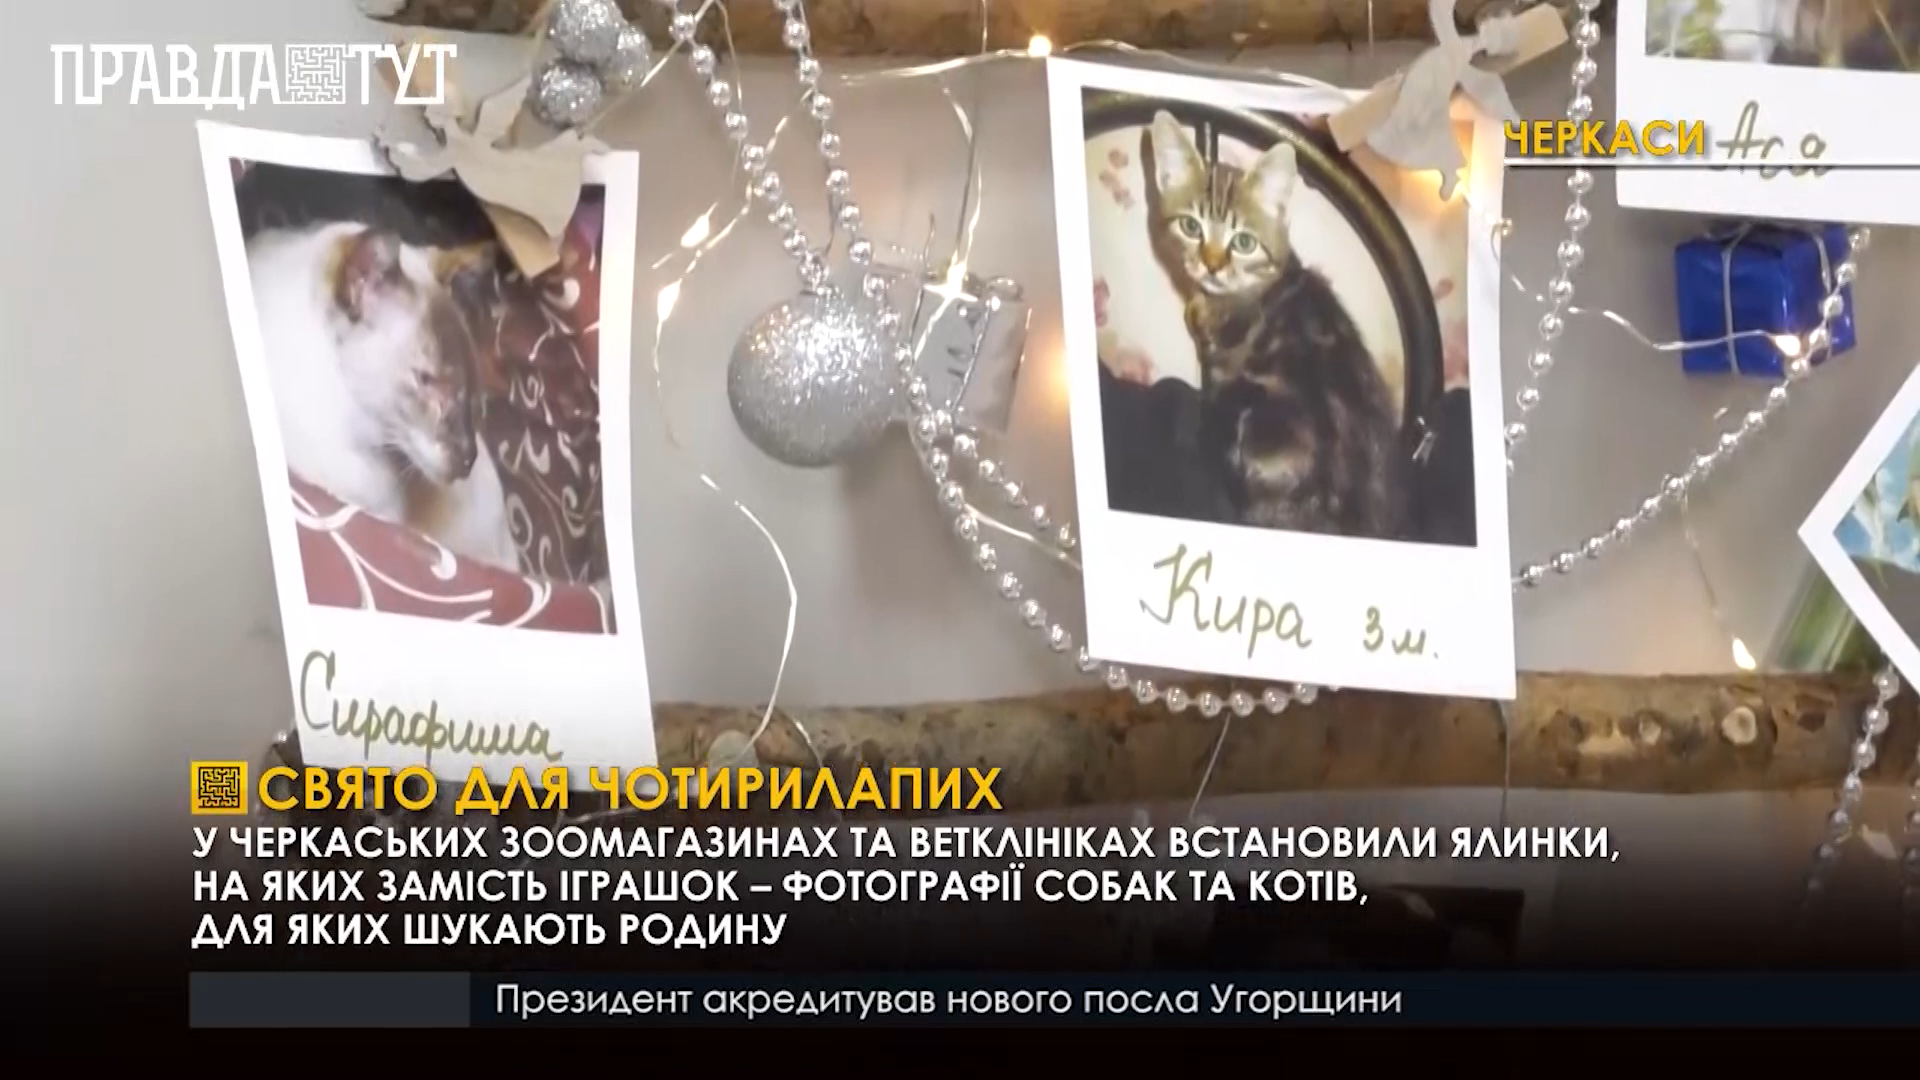 ПРАВДА ТУТ
ЧЕРКАСИ
Ася
Кира 3 м.
Сирафима
СВЯТО ДЛЯ ЧОТИРИЛАПИХ
У ЧЕРКАСЬКИХ ЗООМАГАЗИНАХ ТА ВЕТКЛІНІКАХ ВСТАНОВИЛИ ЯЛИНКИ,
НА ЯКИХ ЗАМІСТЬ ІГРАШОК – ФОТОГРАФІЇ СОБАК ТА КОТІВ,
ДЛЯ ЯКИХ ШУКАЮТЬ РОДИНУ
Президент акредитував нового посла Угорщини